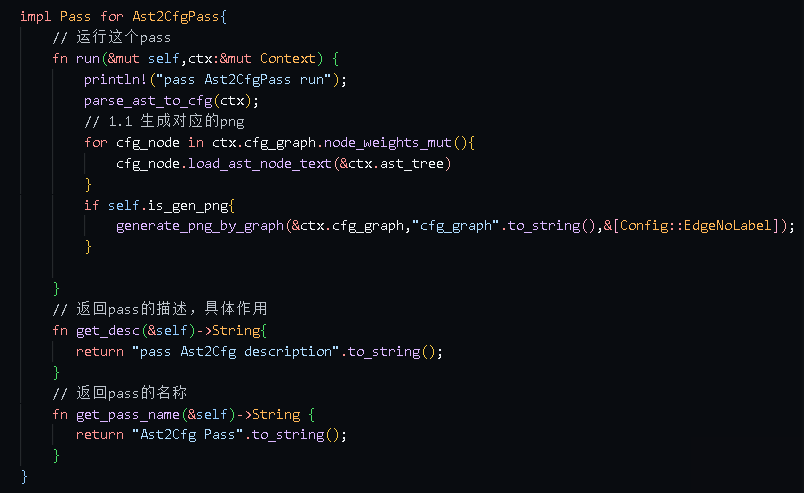 impl Pass for Ast2CfgPass{
    // 运行这个pass
    fn run(&mut self,ctx:&mut Context) {
        println!("pass Ast2CfgPass run");
        parse_ast_to_cfg(ctx);
        // 1.1 生成对应的png
        for cfg_node in ctx.cfg_graph.node_weights_mut(){
            cfg_node.load_ast_node_text(&ctx.ast_tree)
        }
        if self.is_gen_png{
            generate_png_by_graph(&ctx.cfg_graph,"cfg_graph".to_string(),&[Config::EdgeNoLabel]);
        }

    }
    // 返回pass的描述，具体作用
    fn get_desc(&self)->String{
       return "pass Ast2Cfg description".to_string();
    }
    // 返回pass的名称
    fn get_pass_name(&self)->String {
       return "Ast2Cfg Pass".to_string();
    }
}